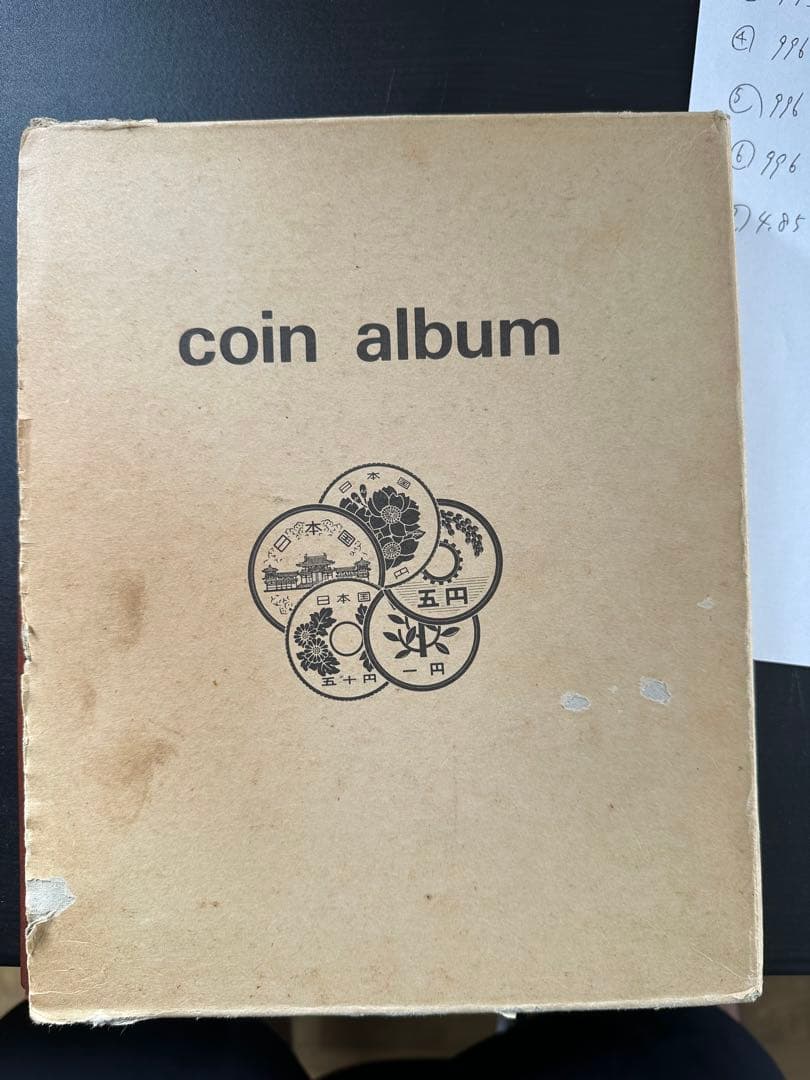 ④ 996
⑤ 996
⑥ 996
4.85
coin album
日本国
日本国
五円
日本国
五十円
一円